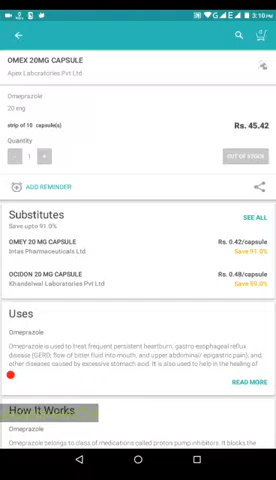 3:10 PM
OMEX 20MG CAPSULE
Apex Laboratories Pvt Ltd
Omeprazole
20 mg
strip of 10 capsule(s)
Rs. 45.42
Quantity
- 1 +
OUT OF STOCK
ADD REMINDER
Substitutes
SEE ALL
Save upto 91.0%
OMEY 20 MG CAPSULE
Rs. 0.42/capsule
Intas Pharmaceuticals Ltd
Save 91.0%
OCIDON 20 MG CAPSULE
Rs. 0.48/capsule
Khandelwal Laboratories Pvt Ltd
Save 89.0%
Uses
Omeprazole
Omeprazole is used to treat frequent persistent heartburn, gastro esophageal reflux
disease (GERD; flow of bitter fluid into mouth, and upper abdominal/ epigastric pain); and
other diseases caused by excessive stomach acid. It is also used to help in the healing of
READ MORE
How It Works
Omeprazole
Omeprazole belongs to class of medications called proton pump inhibitors. It blocks the